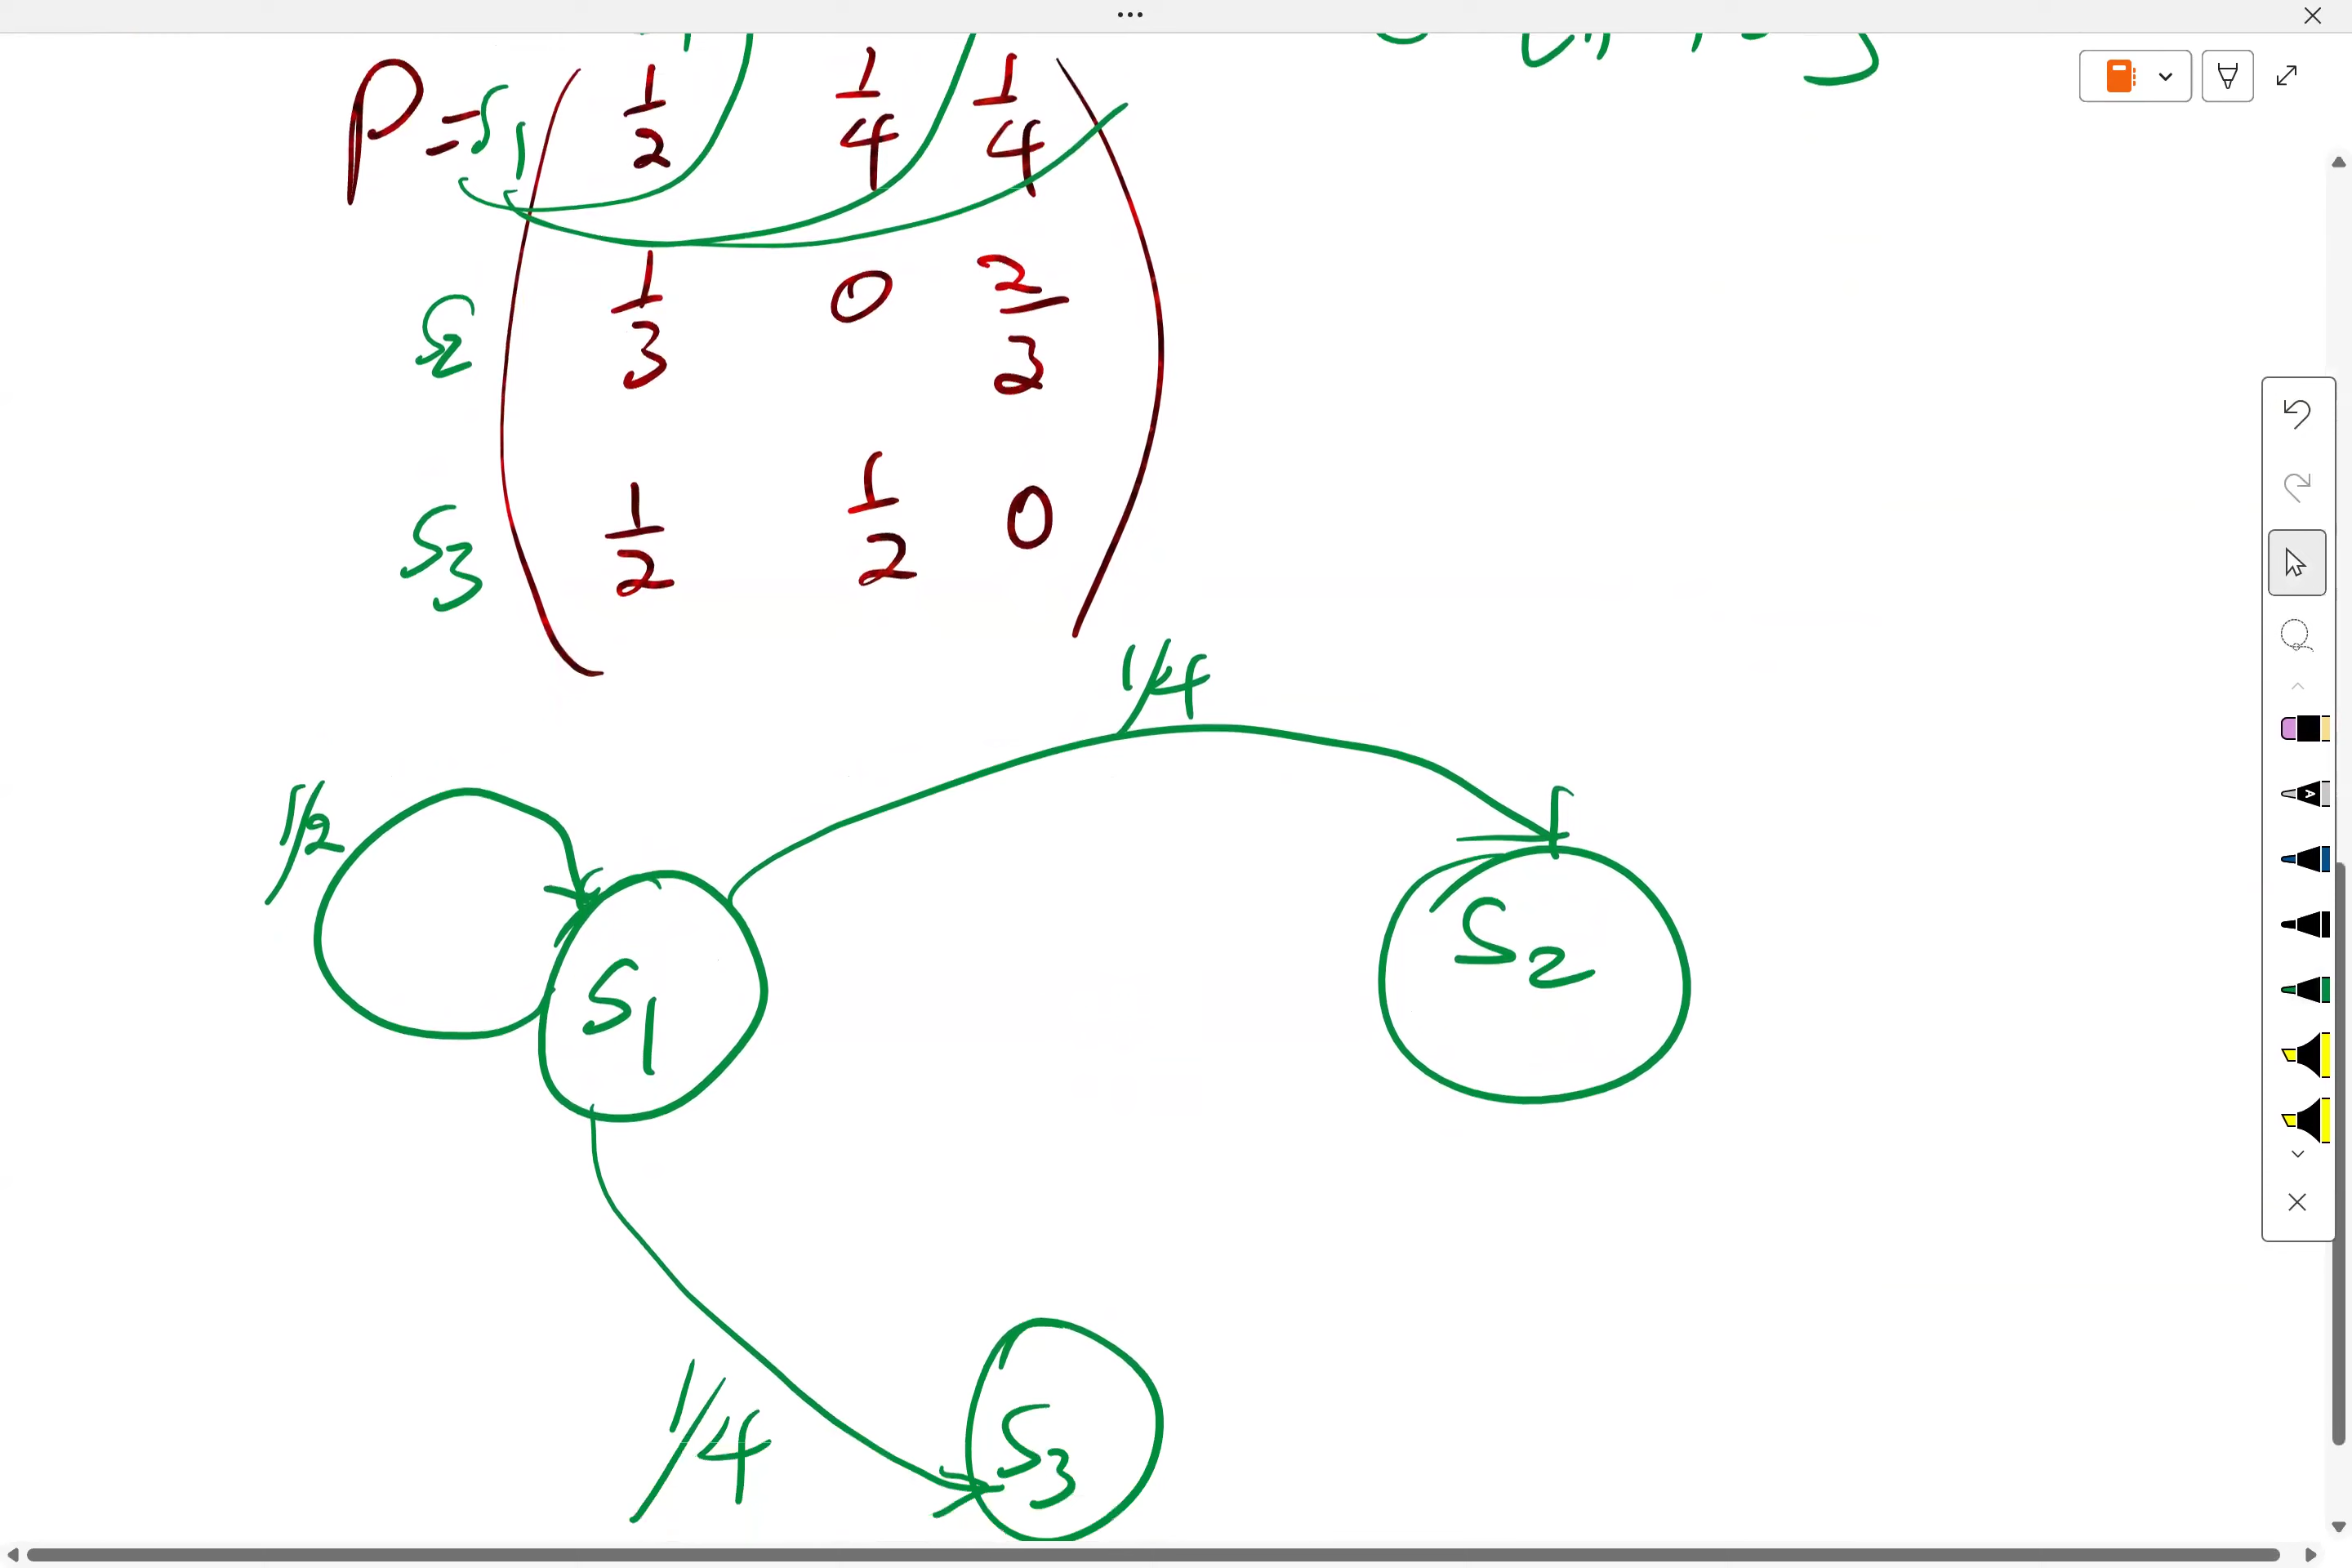 P = S1 1/2 1/4 1/4
S2 1/3 0 2/3
S3 1/2 1/2 0
1/4
1/2
S2
S1
1/4
S3